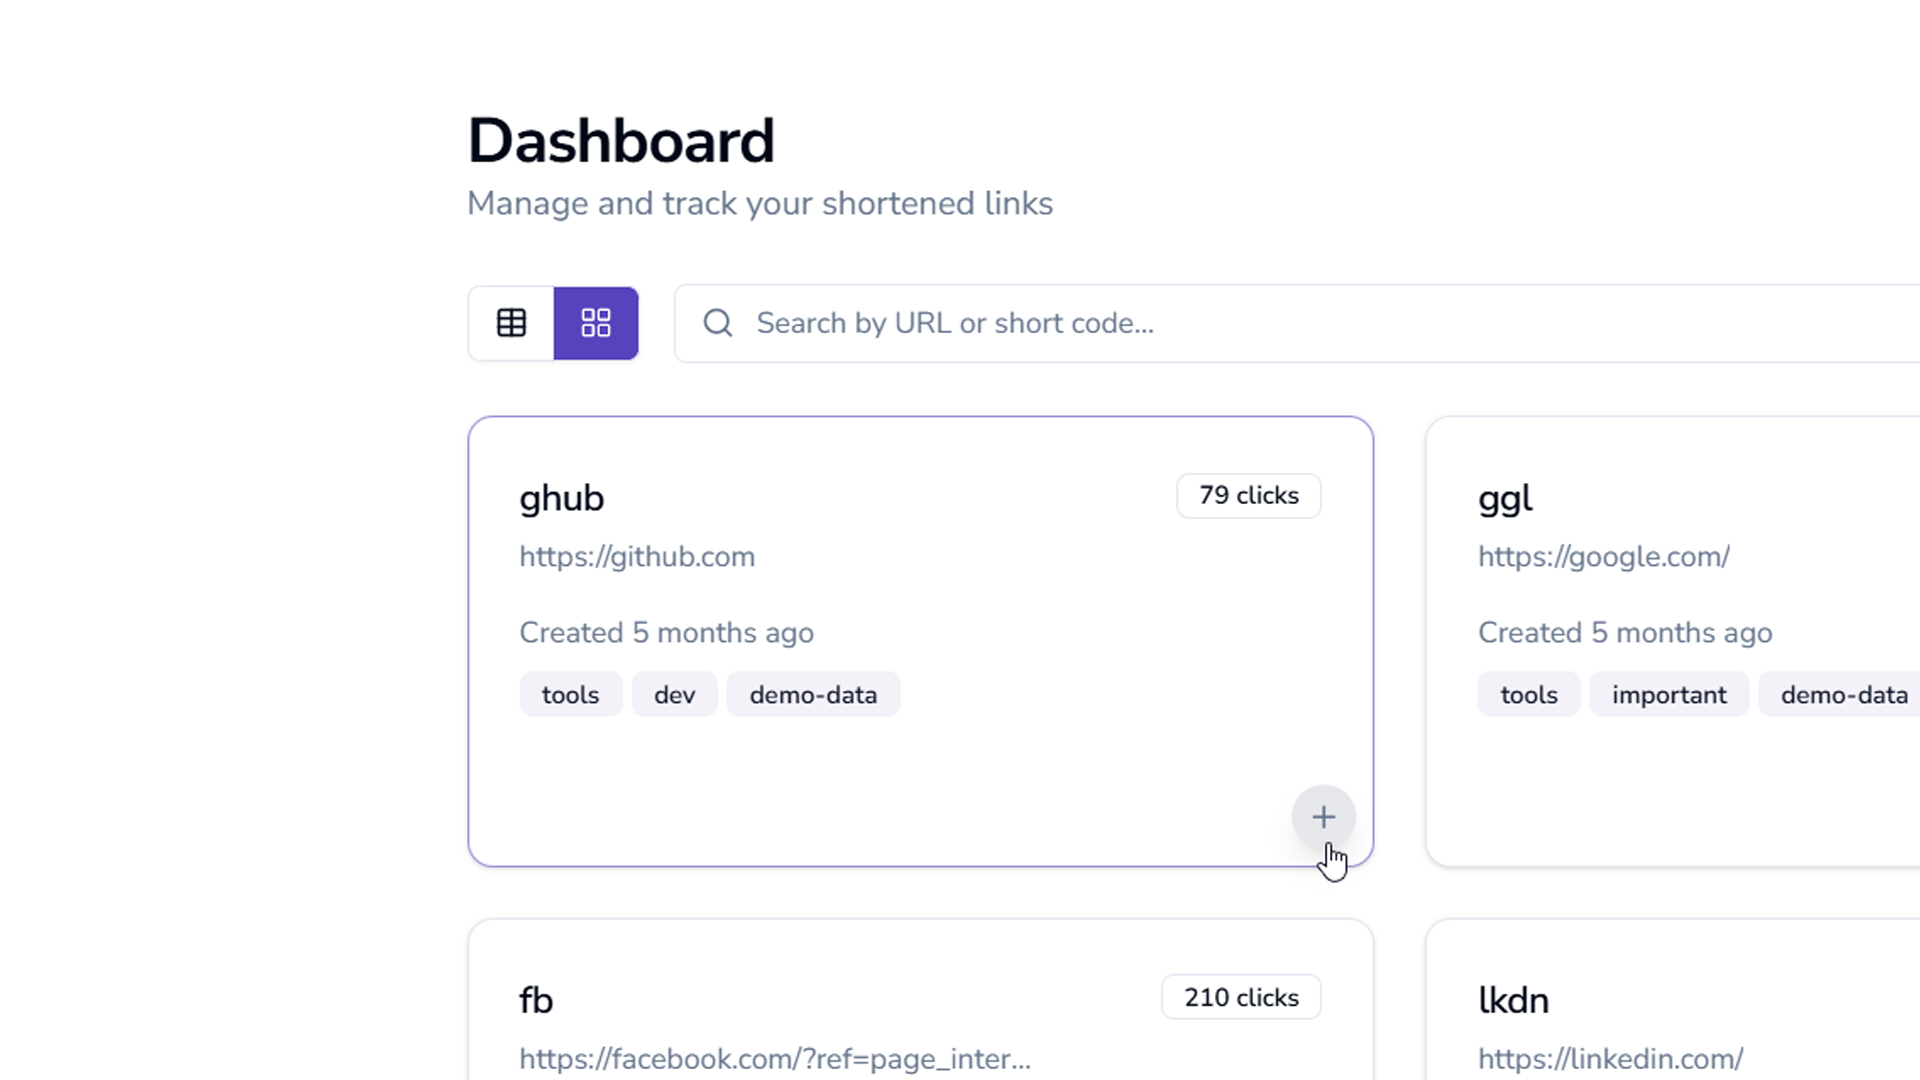 Dashboard
Manage and track your shortened links
Search by URL or short code...
ghub
79 clicks
https://github.com
Created 5 months ago
tools dev demo-data
ggl
https://google.com/
Created 5 months ago
tools important demo-data
fb
210 clicks
https://facebook.com/?ref=page_inter...
lkdn
https://linkedin.com/